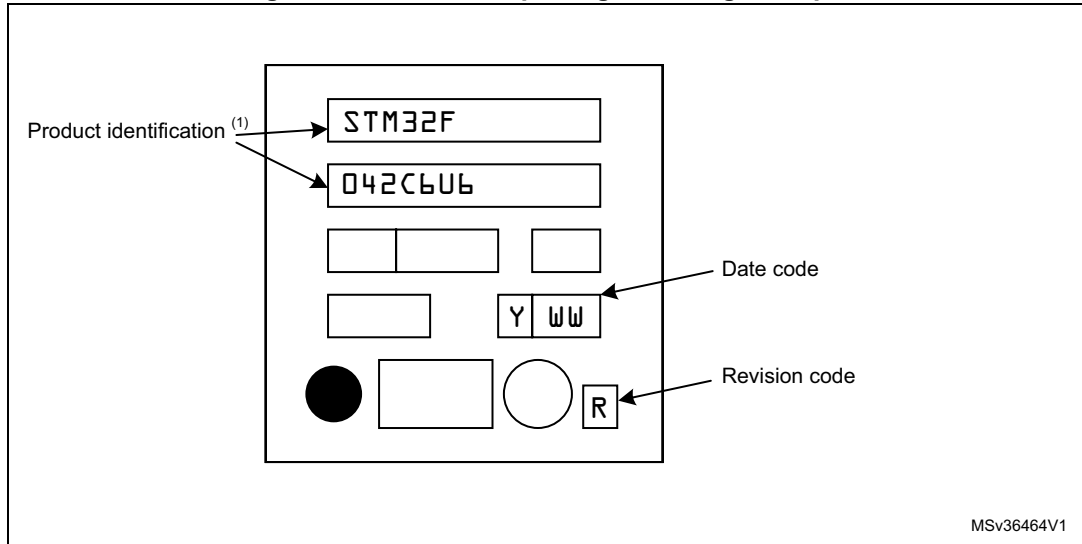 STM32F
Product identification (1)
042C6U6
Date code
Y WW
Revision code
R
MSv36464V1